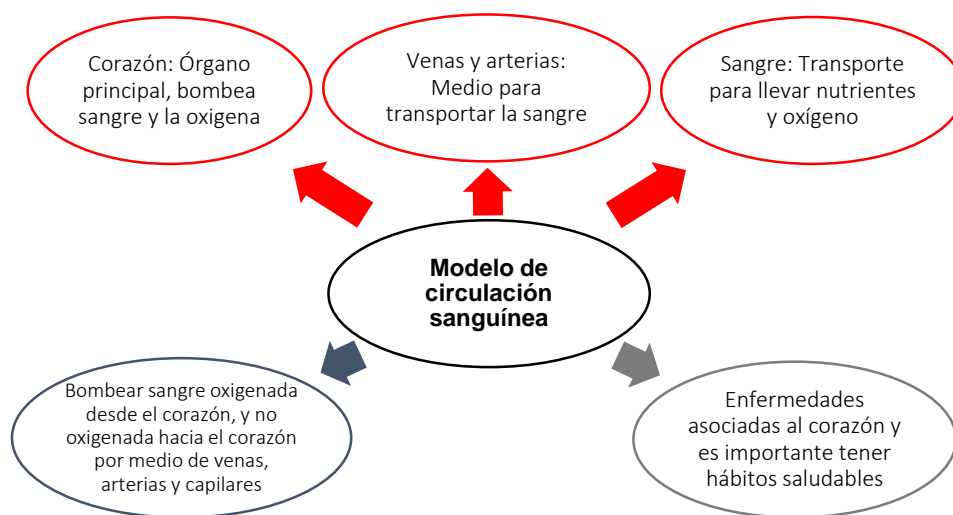 Corazón: Órgano
principal, bombea
sangre y la oxigena
Venas y arterias:
Medio para
transportar la sangre
Sangre: Transporte
para llevar nutrientes
y oxígeno
Modelo de
circulación
sanguínea
Bombear sangre oxigenada
desde el corazón, y no
oxigenada hacia el corazón
por medio de venas,
arterias y capilares
Enfermedades
asociadas al corazón y
es importante tener
hábitos saludables